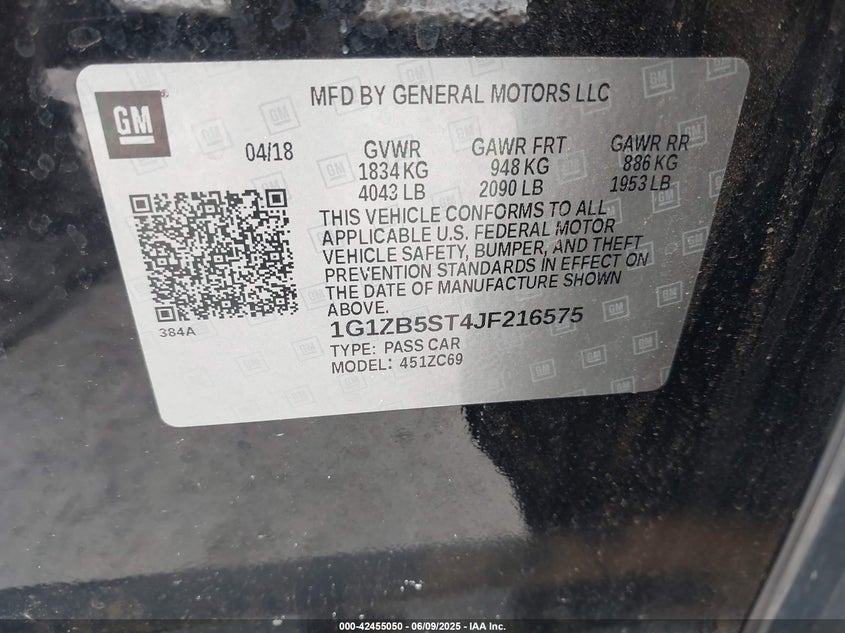 GM
MFD BY GENERAL MOTORS LLC
04/18
GVWR GAWR FRT GAWR RR
1834 KG 948 KG 886 KG
4043 LB 2090 LB 1953 LB
THIS VEHICLE CONFORMS TO ALL
APPLICABLE U.S. FEDERAL MOTOR
VEHICLE SAFETY, BUMPER, AND THEFT
PREVENTION STANDARDS IN EFFECT ON
THE DATE OF MANUFACTURE SHOWN
ABOVE.
384A
1G1ZB5ST4JF216575
TYPE: PASS CAR
MODEL: 451ZC69
000-42455050 - 06/09/2025 - IAA Inc.